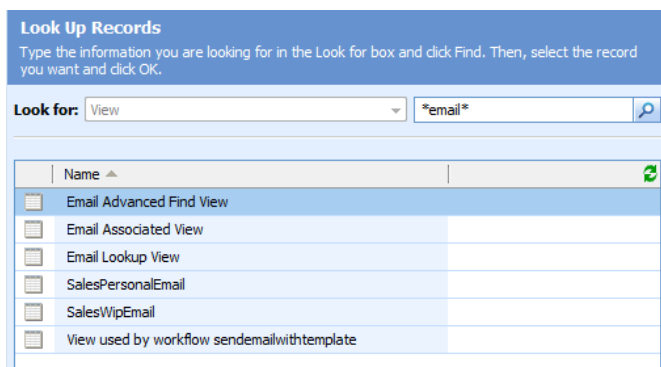 Look Up Records
Type the information you are looking for in the Look for box and click Find. Then, select the record
you want and click OK.
Look for: View *email*
Name
Email Advanced Find View
Email Associated View
Email Lookup View
SalesPersonalEmail
SalesWipEmail
View used by workflow sendemailwithtemplate